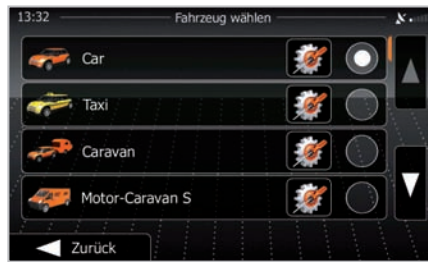 13:32 Fahrzeug wählen
Car
Taxi
Caravan
Motor-Caravan S
Zurück